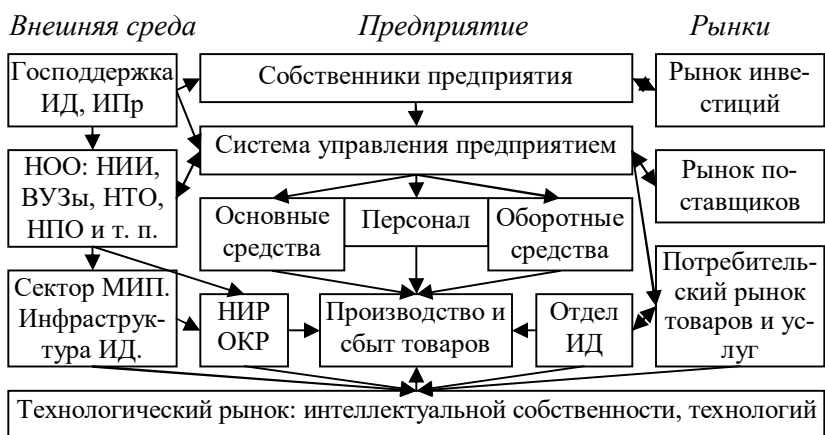 Внешняя среда
Предприятие
Рынки
Господдержка
ИД, ИПр
Собственники предприятия
Рынок инве-
стиций
Система управления предприятием
НОО: НИИ,
ВУЗы, НТО,
НПО и т. п.
Рынок по-
ставщиков
Основные
средства
Персонал
Оборотные
средства
Сектор МИП.
Инфраструк-
тура ИД.
НИР
ОКР
Производство и
сбыт товаров
Отдел
ИД
Потребитель-
ский рынок
товаров и ус-
луг
Технологический рынок: интеллектуальной собственности, технологий